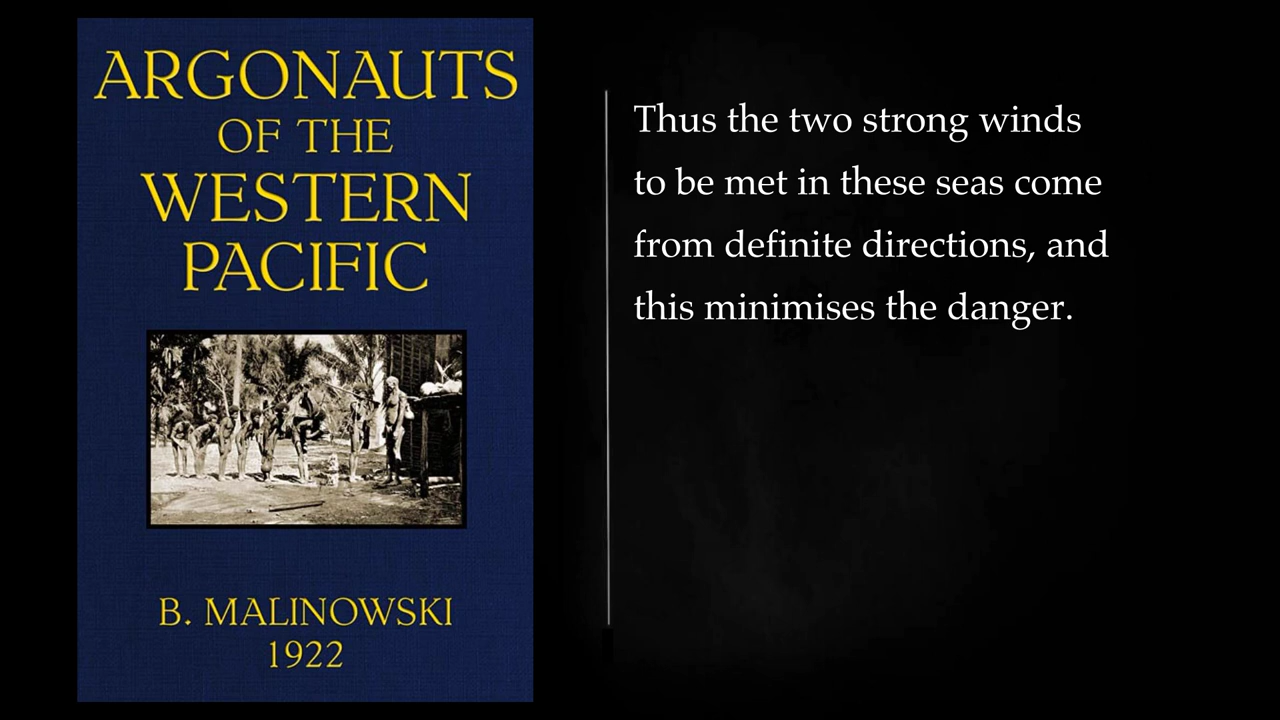 ARGONAUTS
OF THE
WESTERN
PACIFIC
B. MALINOWSKI
1922
Thus the two strong winds
to be met in these seas come
from definite directions, and
this minimises the danger.